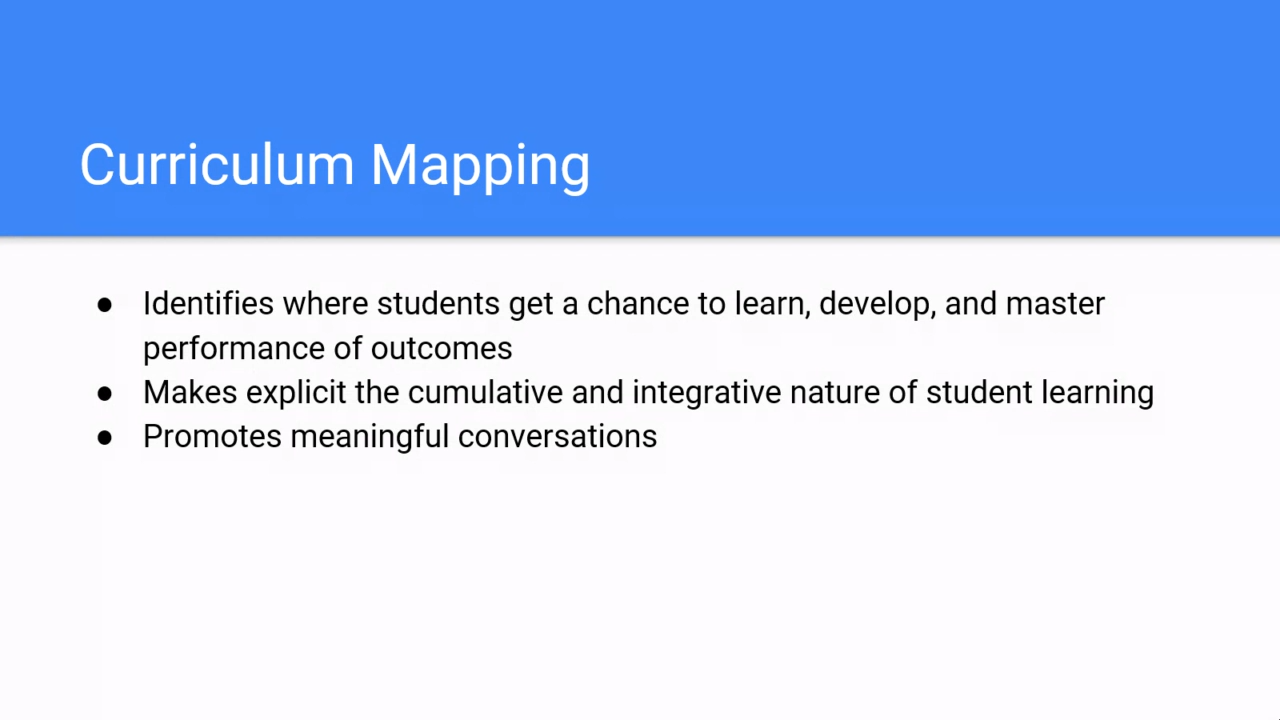 Curriculum Mapping
● Identifies where students get a chance to learn, develop, and master
performance of outcomes
● Makes explicit the cumulative and integrative nature of student learning
● Promotes meaningful conversations